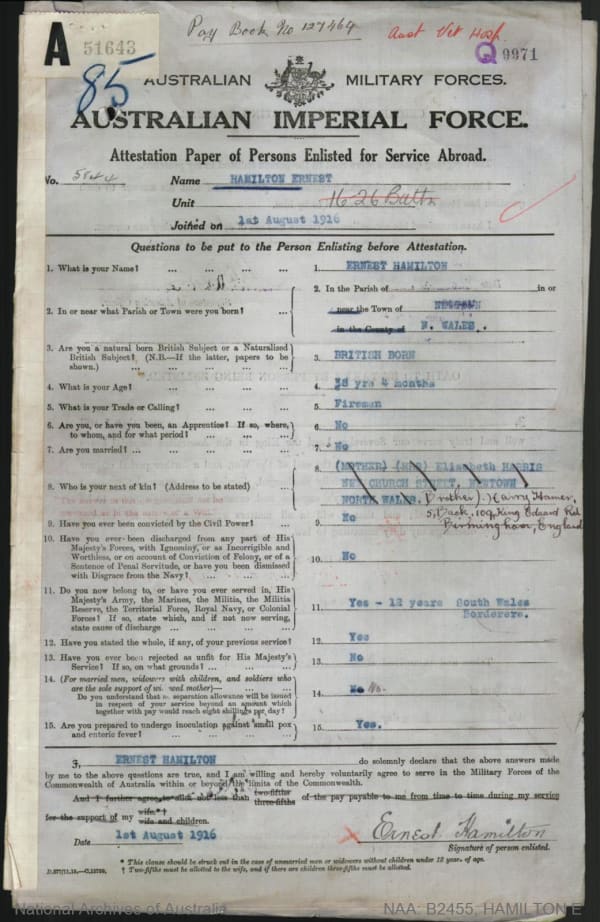 Pay Book No 127464
Aust Vet Hosp
A 51643
85
Q 9971
AUSTRALIAN MILITARY FORCES.
AUSTRALIAN IMPERIAL FORCE.
Attestation Paper of Persons Enlisted for Service Abroad.
No. Name HAMILTON ERNEST
Unit 16 26 Battn
Joined on 1st August 1916
Questions to be put to the Person Enlisting before Attestation.
1. What is your Name? ... ... ... ... 1. ERNEST HAMILTON
2. In or near what Parish or Town were you born? 2. In the Parish of in or
near the Town of NEWTOWN
in the County of N. WALES.
3. Are you a natural born British Subject or a Naturalised
British Subject? (N.B.—If the latter, papers to be
shown.) ... ... ... ... 3. BRITISH BORN
4. What is your Age? ... ... ... ... 4. 38 yrs 4 months
5. What is your Trade or Calling? ... ... ... 5. Fireman
6. Are you, or have you been, an Apprentice? If so, where,
to whom, and for what period? ... ... ... 6. No
7. Are you married? ... ... ... ... 7. No
8. Who is your next of kin? (Address to be stated) ... 8. (MOTHER) (MRS) Elizabeth HARRIS
NEW CHURCH STREET, NEWTOWN
NORTH WALES. (Brother) Harry Hamer,
5, Back, 109, King Edward Rd
Birmingham, England
9. Have you ever been convicted by the Civil Power? ... 9. No
10. Have you ever been discharged from any part of His
Majesty's Forces, with Ignominy, or as Incorrigible and
Worthless, or on account of Conviction of Felony, or of a
Sentence of Penal Servitude, or have you been dismissed
with Disgrace from the Navy? ... ... ... 10. No
11. Do you now belong to, or have you ever served in, His
Majesty's Army, the Marines, the Militia, the Militia
Reserve, the Territorial Force, Royal Navy, or Colonial
Forces? If so, state which, and if not now serving,
state cause of discharge ... ... ... 11. Yes - 12 years South Wales
Borderers.
12. Have you stated the whole, if any, of your previous service? 12. Yes
13. Have you ever been rejected as unfit for His Majesty's
Service? If so, on what grounds? ... ... ... 13. No
14. (For married men, widowers with children, and soldiers who
are the sole support of widowed mother)—
Do you understand that no separation allowance will be issued
in respect of your service beyond an amount which
together with pay would reach eight shillings per day? 14. No No.
15. Are you prepared to undergo inoculation against small pox
and enteric fever? ... ... ... ... 15. Yes.
I, ERNEST HAMILTON do solemnly declare that the above answers made
by me to the above questions are true, and I am willing and hereby voluntarily agree to serve in the Military Forces of the
Commonwealth of Australia within or beyond the limits of the Commonwealth.
And I further agree to allot not less than two-fifths three-fifths of the pay payable to me from time to time during my service
for the support of my wife.*† wife and children.
Date 1st August 1916
Ernest Hamilton
Signature of person enlisted.
* This clause should be struck out in the case of unmarried men or widowers without children under 18 years of age.
† Two-fifths must be allotted to the wife, and if there are children three-fifths must be allotted.
National Archives of Australia
NAA: B2455, HAMILTON E